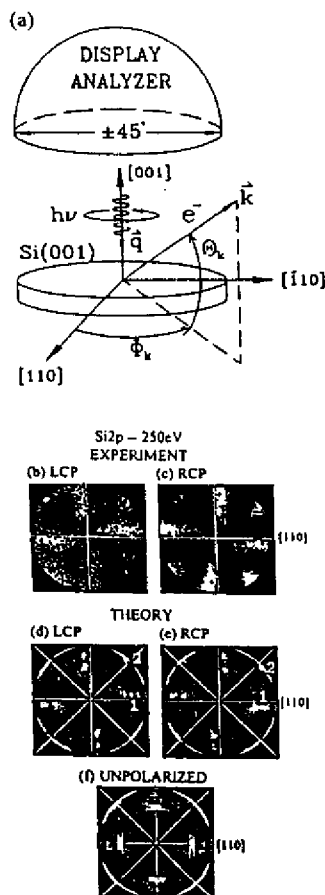 (a)
DISPLAY
ANALYZER
±45°
[001]
hν
q⃗
e⁻
k⃗
Si(001)
Θk
[1̄10]
Φk
[110]
Si2p – 250eV
EXPERIMENT
(b) LCP
(c) RCP
[110]
THEORY
(d) LCP
(e) RCP
2
2
1
1
[110]
(f) UNPOLARIZED
[110]